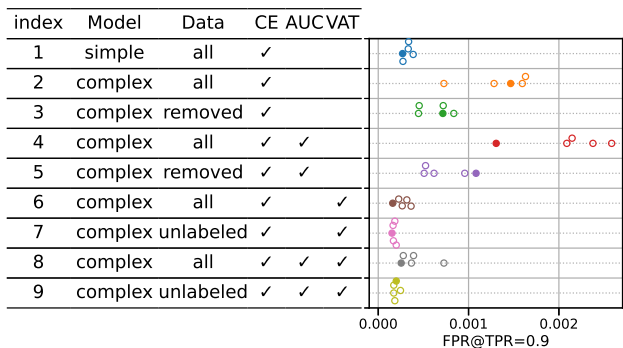 index Model Data CE AUC VAT
1 simple all ✓
2 complex all ✓
3 complex removed ✓
4 complex all ✓ ✓
5 complex removed ✓ ✓
6 complex all ✓ ✓
7 complex unlabeled ✓ ✓
8 complex all ✓ ✓ ✓
9 complex unlabeled ✓ ✓ ✓
0.000 0.001 0.002
FPR@TPR=0.9